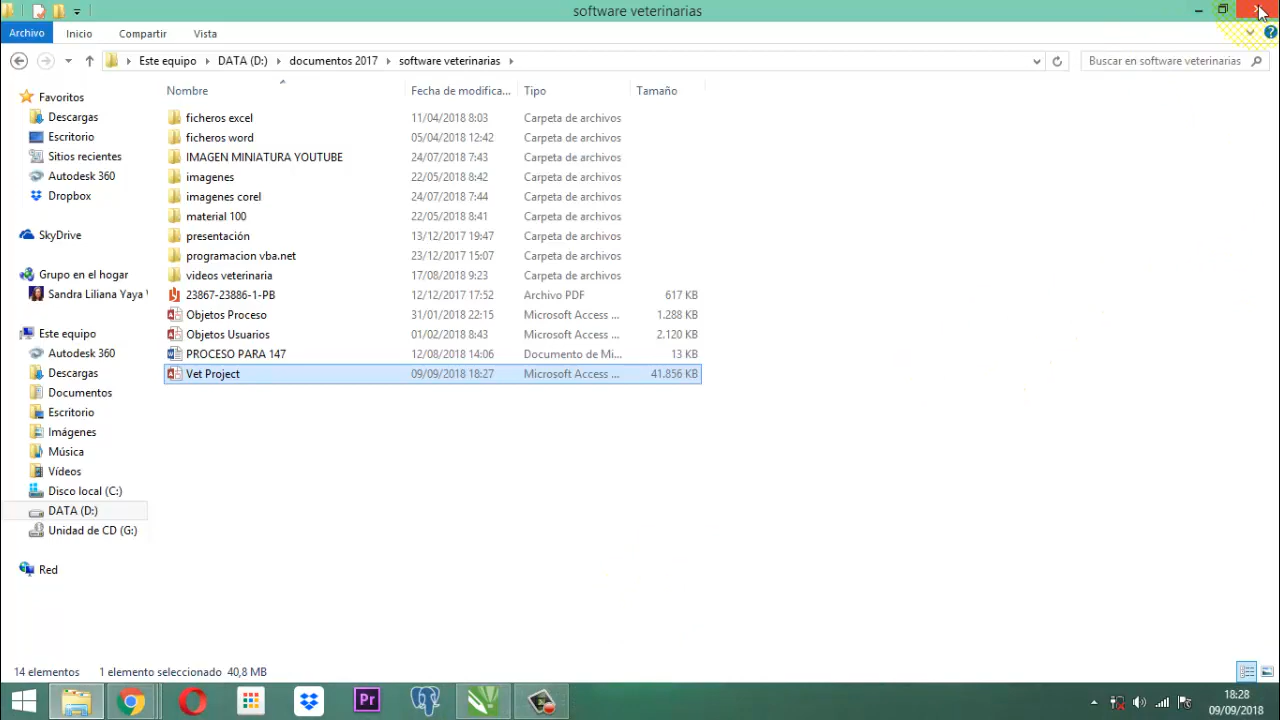 software veterinarias
Archivo Inicio Compartir Vista
Este equipo DATA (D:) documentos 2017 software veterinarias Buscar en software veterinarias
Nombre Fecha de modifica... Tipo Tamaño
Favoritos
Descargas
Escritorio
Sitios recientes
Autodesk 360
Dropbox
SkyDrive
Grupo en el hogar
Sandra Liliana Yaya
Este equipo
Autodesk 360
Descargas
Documentos
Escritorio
Imágenes
Música
Vídeos
Disco local (C:)
DATA (D:)
Unidad de CD (G:)
Red
ficheros excel 11/04/2018 8:03 Carpeta de archivos
ficheros word 05/04/2018 12:42 Carpeta de archivos
IMAGEN MINIATURA YOUTUBE 24/07/2018 7:43 Carpeta de archivos
imagenes 22/05/2018 8:42 Carpeta de archivos
imagenes corel 24/07/2018 7:44 Carpeta de archivos
material 100 22/05/2018 8:41 Carpeta de archivos
presentación 13/12/2017 19:47 Carpeta de archivos
programacion vba.net 23/12/2017 15:07 Carpeta de archivos
videos veterinaria 17/08/2018 9:23 Carpeta de archivos
23867-23886-1-PB 12/12/2017 17:52 Archivo PDF 617 KB
Objetos Proceso 31/01/2018 22:15 Microsoft Access ... 1.288 KB
Objetos Usuarios 01/02/2018 8:43 Microsoft Access ... 2.120 KB
PROCESO PARA 147 12/08/2018 14:06 Documento de Mi... 13 KB
Vet Project 09/09/2018 18:27 Microsoft Access ... 41.856 KB
14 elementos 1 elemento seleccionado 40,8 MB
Pr
18:28
09/09/2018